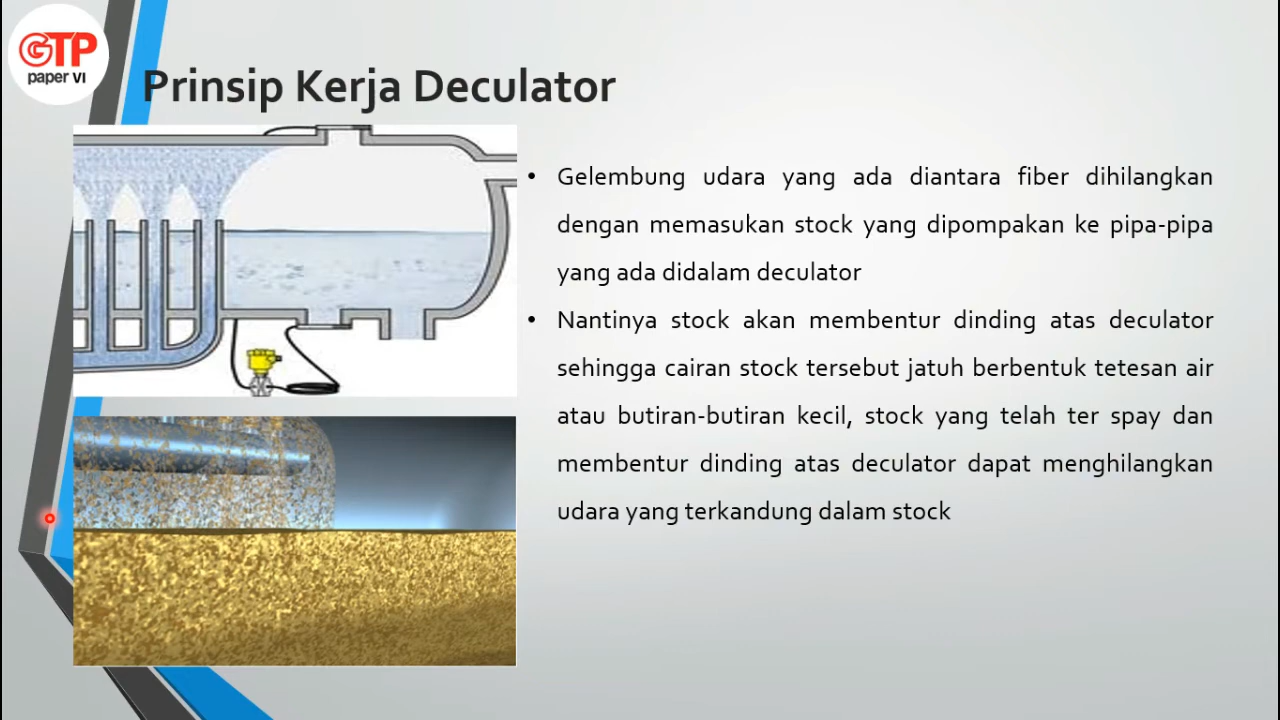 GTP
paper VI
Prinsip Kerja Deculator
• Gelembung udara yang ada diantara fiber dihilangkan
dengan memasukan stock yang dipompakan ke pipa-pipa
yang ada didalam deculator
• Nantinya stock akan membentur dinding atas deculator
sehingga cairan stock tersebut jatuh berbentuk tetesan air
atau butiran-butiran kecil, stock yang telah ter spay dan
membentur dinding atas deculator dapat menghilangkan
udara yang terkandung dalam stock